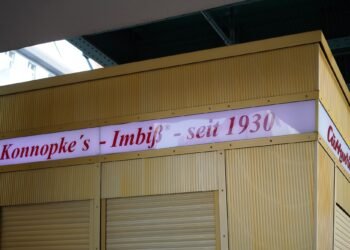 Konnopke´s - Imbiß - seit 1930